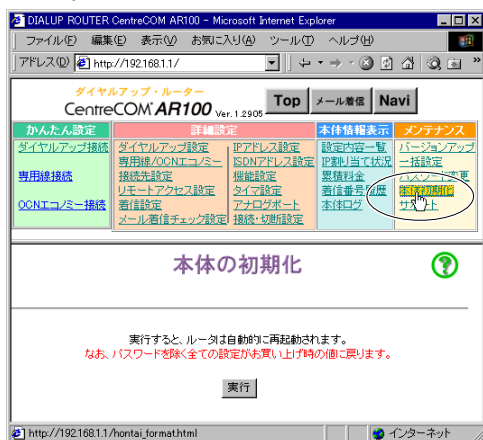 DIALUP ROUTER CentreCOM AR100 - Microsoft Internet Explorer
ファイル(F) 編集(E) 表示(V) お気に入り(A) ツール(T) ヘルプ(H)
アドレス(D) http://192.168.1.1/
ダイヤルアップ・ルーター
CentreCOM AR100 Ver. 1.2905 Top メール着信 Navi
かんたん設定 詳細設定 本体情報表示 メンテナンス
ダイヤルアップ接続 ダイヤルアップ設定 IPアドレス設定 設定内容一覧 バージョンアップ
専用線/OCNエコノミー ISDNアドレス設定 IP割り当て状況 一括設定
専用線接続 接続先設定 機能設定 累積料金 パスワード変更
リモートアクセス設定 タイマ設定 着信番号履歴 本体初期化
OCNエコノミー接続 着信設定 アナログポート 本体ログ サポート
メール着信チェック設定 接続・切断設定
本体の初期化 ?
実行すると、ルータは自動的に再起動されます。
なお、パスワードを除く全ての設定がお買い上げ時の値に戻ります。
実行
http://192.168.1.1/hontai_format.html インターネット